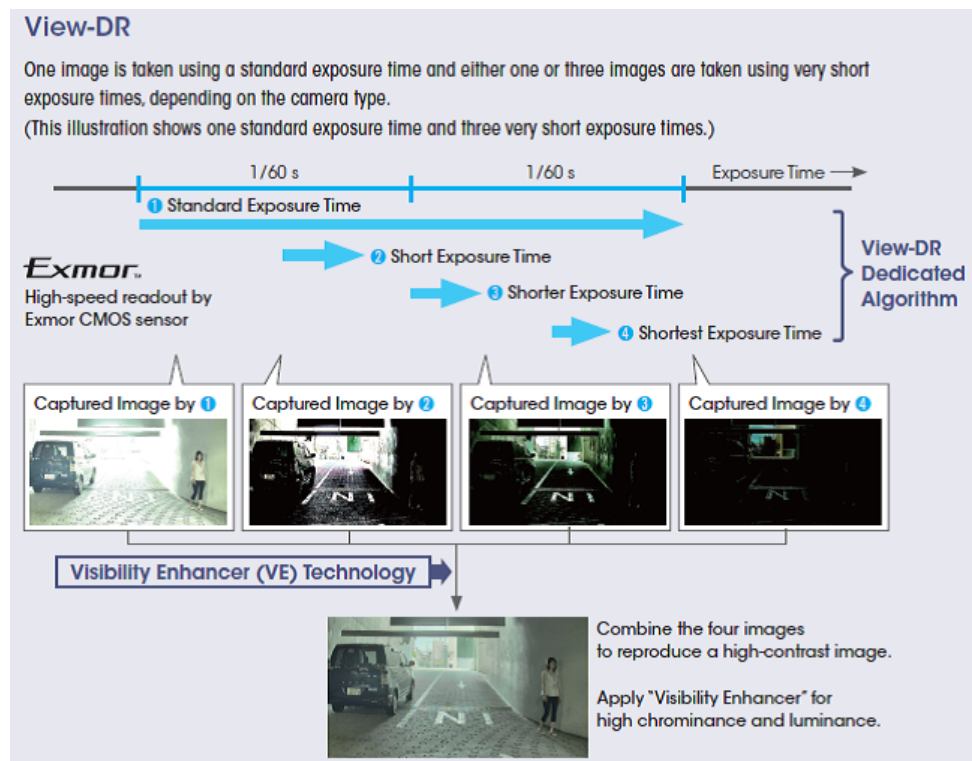 View-DR
One image is taken using a standard exposure time and either one or three images are taken using very short
exposure times, depending on the camera type.
(This illustration shows one standard exposure time and three very short exposure times.)
1/60 s
1/60 s
Exposure Time
1 Standard Exposure Time
2 Short Exposure Time
3 Shorter Exposure Time
4 Shortest Exposure Time
View-DR
Dedicated
Algorithm
Exmor™
High-speed readout by
Exmor CMOS sensor
Captured Image by 1
Captured Image by 2
Captured Image by 3
Captured Image by 4
Visibility Enhancer (VE) Technology
IN
Combine the four images
to reproduce a high-contrast image.
Apply "Visibility Enhancer" for
high chrominance and luminance.